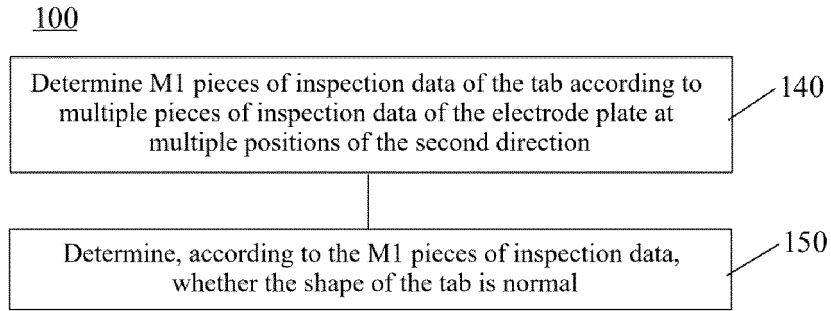 100
Determine M1 pieces of inspection data of the tab according to
multiple pieces of inspection data of the electrode plate at
multiple positions of the second direction
140
Determine, according to the M1 pieces of inspection data,
whether the shape of the tab is normal
150